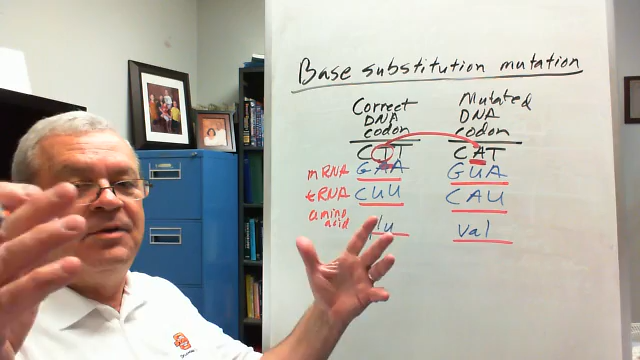 Base substitution mutation
Correct DNA codon
Mutated DNA codon
CTT CAT
mRNA GAA GUA
tRNA CUU CAU
amino acid glu val